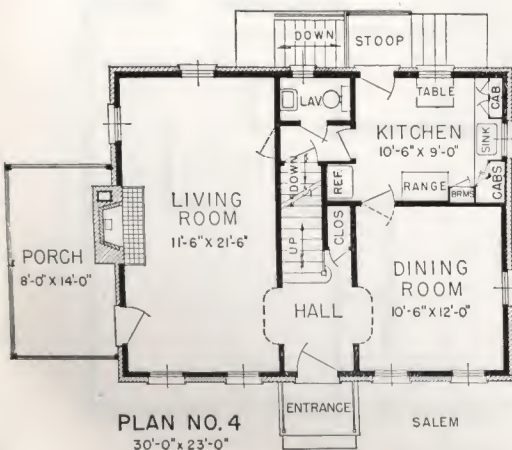 DOWN
STOOP
LAV.
TABLE
CAB
KITCHEN
10'-6" X 9'-0"
SINK
DOWN
REF.
RANGE
BRMS
CABS
LIVING
ROOM
11'-6" X 21'-6"
UP
CLOS
PORCH
8'-0" X 14'-0"
DINING
ROOM
10'-6" X 12'-0"
HALL
ENTRANCE
PLAN NO. 4
30'-0" X 23'-0"
SALEM